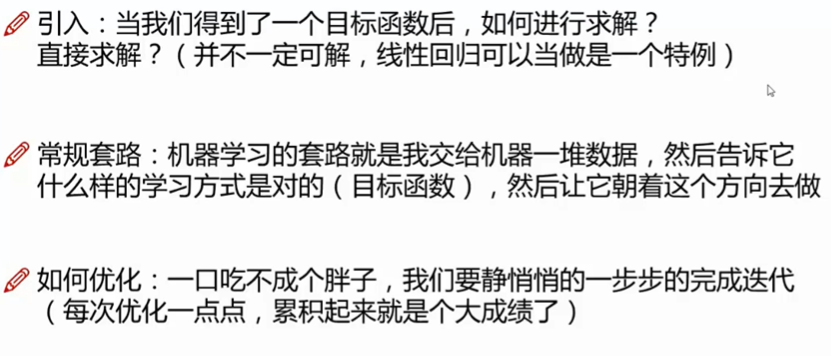 引入：当我们得到了一个目标函数后，如何进行求解？
直接求解？（并不一定可解，线性回归可以当做是一个特例）
常规套路：机器学习的套路就是我交给机器一堆数据，然后告诉它
什么样的学习方式是对的（目标函数），然后让它朝着这个方向去做
如何优化：一口吃不成个胖子，我们要静悄悄的一步步的完成迭代
（每次优化一点点，累积起来就是个大成绩了）